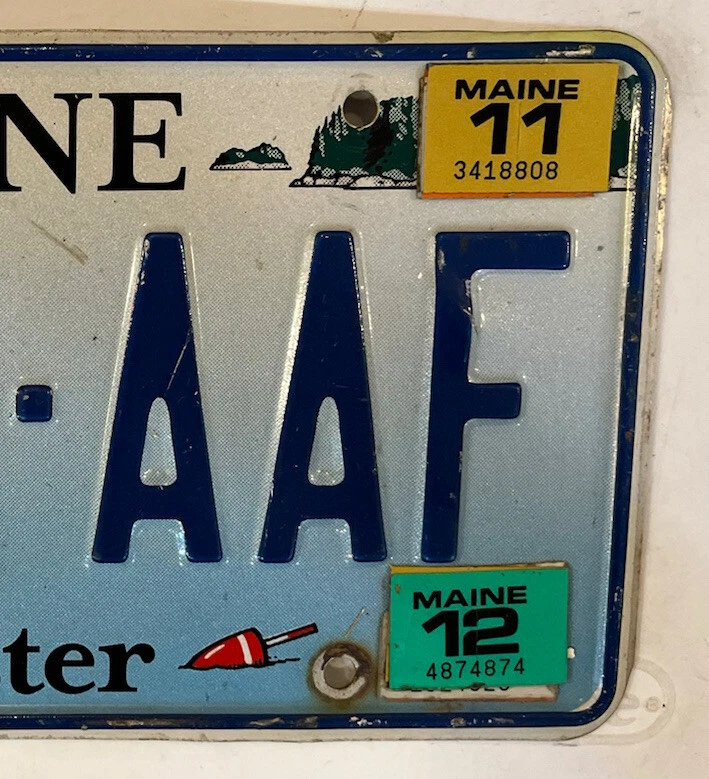 NE
MAINE
11
3418808
·AAF
MAINE
12
4874874
ter